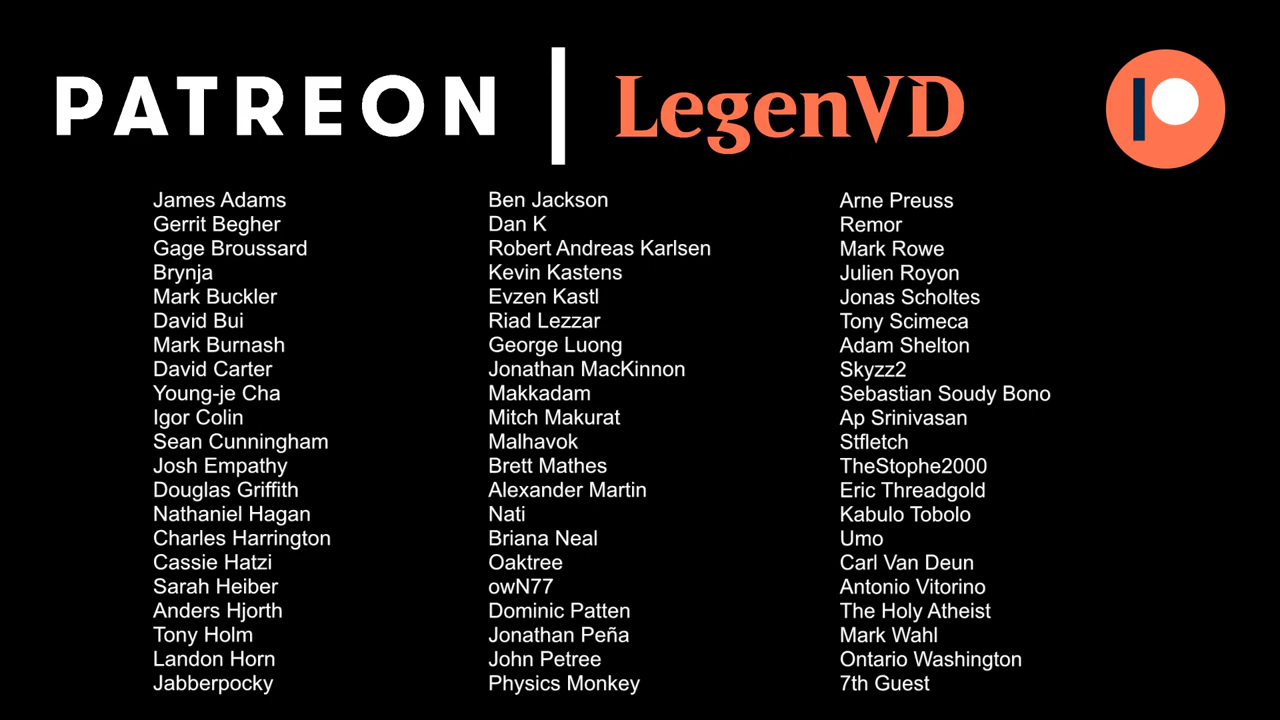 PATREON | LegenVD
James Adams
Gerrit Begher
Gage Broussard
Brynja
Mark Buckler
David Bui
Mark Burnash
David Carter
Young-je Cha
Igor Colin
Sean Cunningham
Josh Empathy
Douglas Griffith
Nathaniel Hagan
Charles Harrington
Cassie Hatzi
Sarah Heiber
Anders Hjorth
Tony Holm
Landon Horn
Jabberpocky
Ben Jackson
Dan K
Robert Andreas Karlsen
Kevin Kastens
Evzen Kastl
Riad Lezzar
George Luong
Jonathan MacKinnon
Makkadam
Mitch Makurat
Malhavok
Brett Mathes
Alexander Martin
Nati
Briana Neal
Oaktree
owN77
Dominic Patten
Jonathan Peña
John Petree
Physics Monkey
Arne Preuss
Remor
Mark Rowe
Julien Royon
Jonas Scholtes
Tony Scimeca
Adam Shelton
Skyzz2
Sebastian Soudy Bono
Ap Srinivasan
Stfletch
TheStophe2000
Eric Threadgold
Kabulo Tobolo
Umo
Carl Van Deun
Antonio Vitorino
The Holy Atheist
Mark Wahl
Ontario Washington
7th Guest